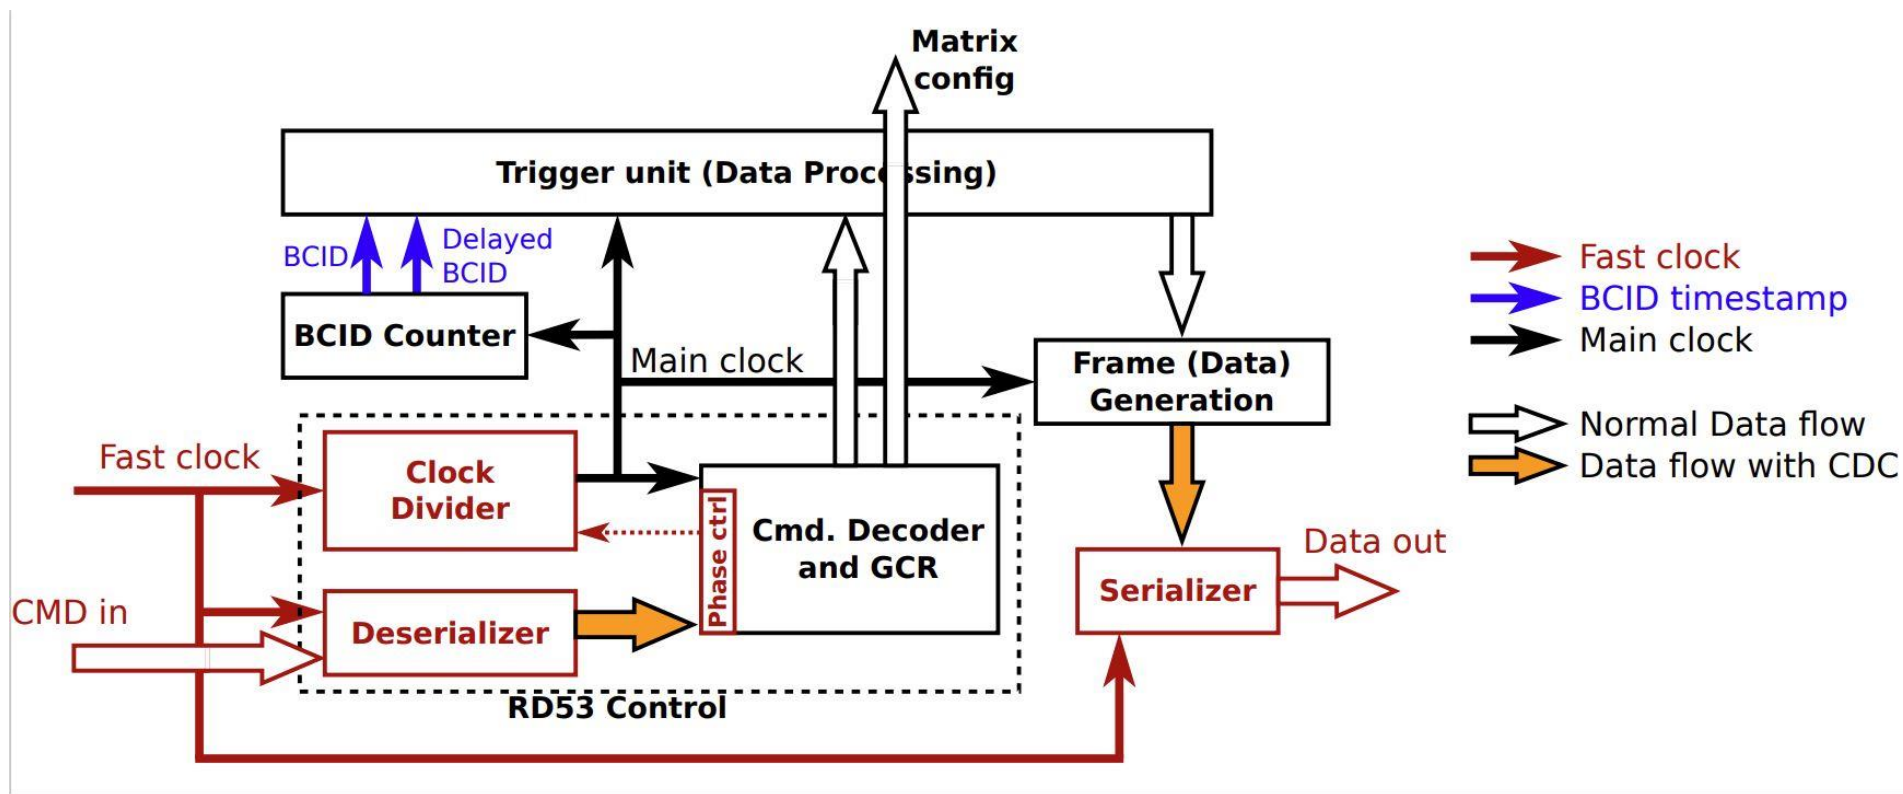 Matrix
config
Trigger unit (Data Processing)
BCID
Delayed
BCID
BCID Counter
Main clock
Frame (Data)
Generation
Fast clock
Clock
Divider
Phase ctrl
Cmd. Decoder
and GCR
CMD in
Deserializer
RD53 Control
Serializer
Data out
Fast clock
BCID timestamp
Main clock
Normal Data flow
Data flow with CDC